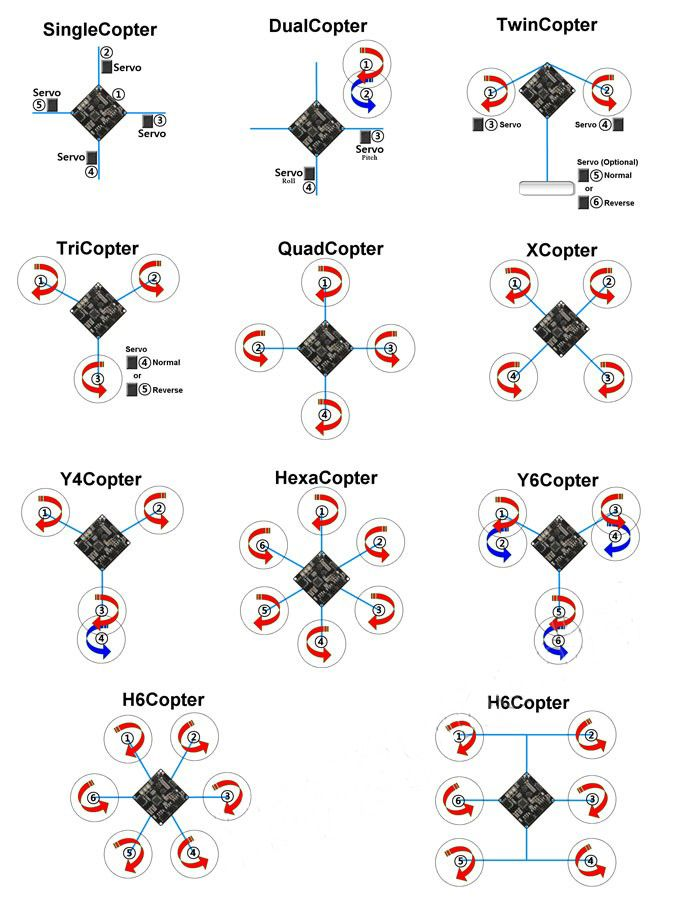 SingleCopter
②
Servo
①
Servo
⑤
③
Servo
Servo
④
DualCopter
①
②
③
Servo
Pitch
Servo
Roll
④
TwinCopter
①
②
③ Servo
Servo ④
Servo (Optional)
⑤ Normal
or
⑥ Reverse
TriCopter
①
②
③
Servo
④ Normal
or
⑤ Reverse
QuadCopter
①
②
③
④
XCopter
①
②
④
③
Y4Copter
①
②
③
④
HexaCopter
①
⑥
②
⑤
③
④
Y6Copter
①
③
②
④
⑤
⑥
H6Copter
①
②
⑥
③
⑤
④
H6Copter
①
②
⑥
③
⑤
④